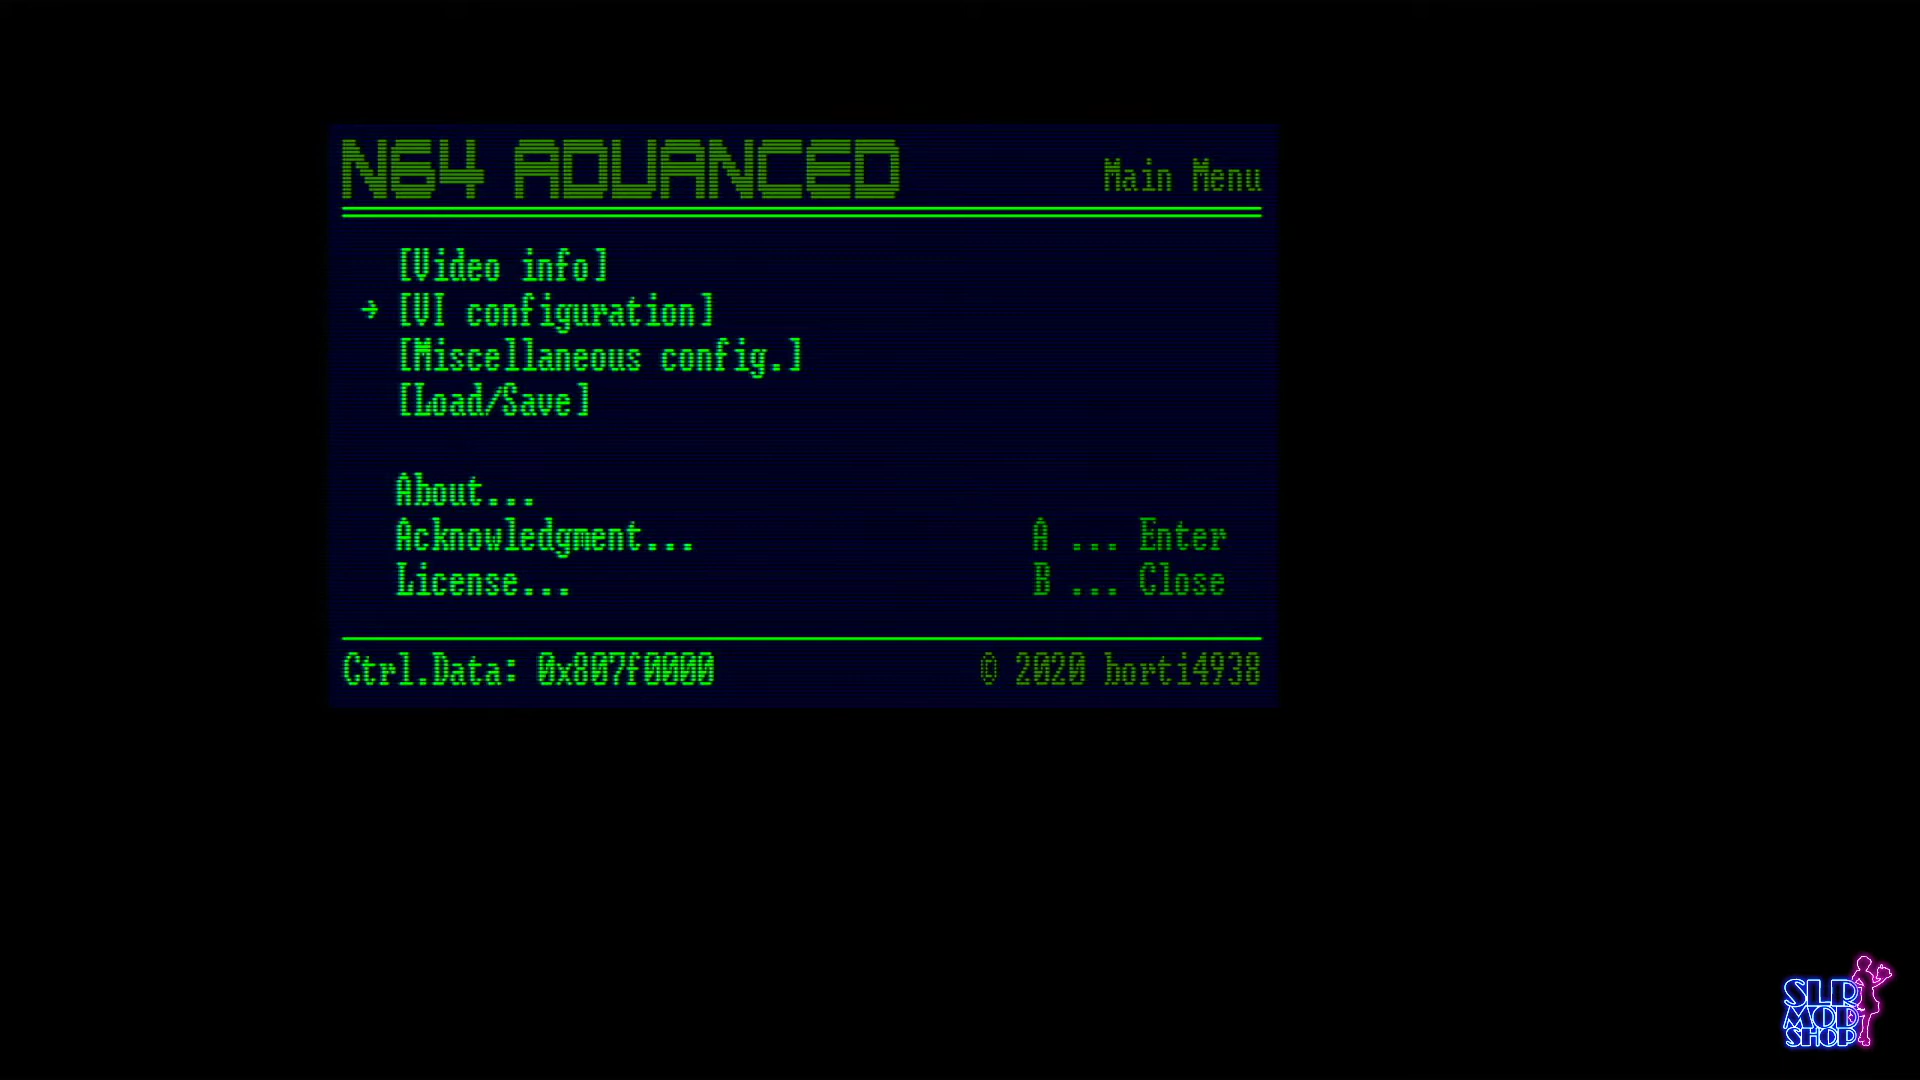 N64 ADVANCED
Main Menu
[Video info]
→ [VI configuration]
[Miscellaneous config.]
[Load/Save]
About...
Acknowledgment...
A ... Enter
License...
B ... Close
Ctrl.Data: 0x807f0000
© 2020 borti4938
SLR
MOD
SHOP